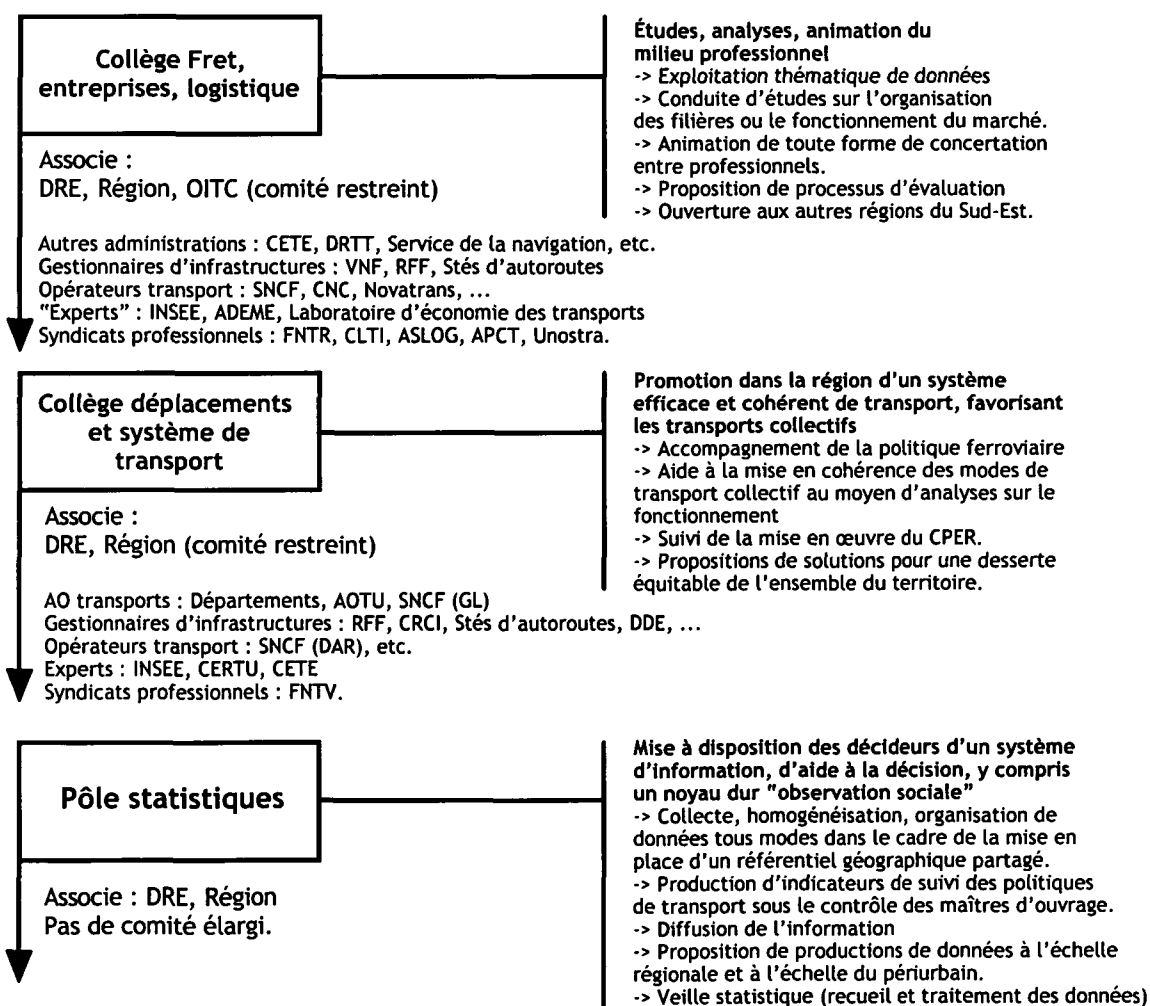 Collège Fret,
entreprises, logistique
Associe :
DRE, Région, OITC (comité restreint)
Études, analyses, animation du
milieu professionnel
-> Exploitation thématique de données
-> Conduite d'études sur l'organisation
des filières ou le fonctionnement du marché.
-> Animation de toute forme de concertation
entre professionnels.
-> Proposition de processus d'évaluation
-> Ouverture aux autres régions du Sud-Est.
Autres administrations : CETE, DRTT, Service de la navigation, etc.
Gestionnaires d'infrastructures : VNF, RFF, Stés d'autoroutes
Opérateurs transport : SNCF, CNC, Novatrans, ...
"Experts" : INSEE, ADEME, Laboratoire d'économie des transports
Syndicats professionnels : FNTR, CLTI, ASLOG, APCT, Unostra.
Collège déplacements
et système de
transport
Associe :
DRE, Région (comité restreint)
Promotion dans la région d'un système
efficace et cohérent de transport, favorisant
les transports collectifs
-> Accompagnement de la politique ferroviaire
-> Aide à la mise en cohérence des modes de
transport collectif au moyen d'analyses sur le
fonctionnement
-> Suivi de la mise en œuvre du CPER.
-> Propositions de solutions pour une desserte
équitable de l'ensemble du territoire.
AO transports : Départements, AOTU, SNCF (GL)
Gestionnaires d'infrastructures : RFF, CRCI, Stés d'autoroutes, DDE, ...
Opérateurs transport : SNCF (DAR), etc.
Experts : INSEE, CERTU, CETE
Syndicats professionnels : FNTV.
Pôle statistiques
Associe : DRE, Région
Pas de comité élargi.
Mise à disposition des décideurs d'un système
d'information, d'aide à la décision, y compris
un noyau dur "observation sociale"
-> Collecte, homogénéisation, organisation de
données tous modes dans le cadre de la mise en
place d'un référentiel géographique partagé.
-> Production d'indicateurs de suivi des politiques
de transport sous le contrôle des maîtres d'ouvrage.
-> Diffusion de l'information
-> Proposition de productions de données à l'échelle
régionale et à l'échelle du périurbain.
-> Veille statistique (recueil et traitement des données)